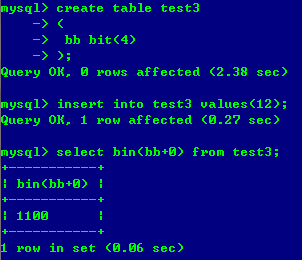 mysql> create table test3
    -> (
    ->  bb bit(4)
    -> );
Query OK, 0 rows affected (2.38 sec)

mysql> insert into test3 values(12);
Query OK, 1 row affected (0.27 sec)

mysql> select bin(bb+0) from test3;
+-----------+
| bin(bb+0) |
+-----------+
| 1100      |
+-----------+
1 row in set (0.06 sec)